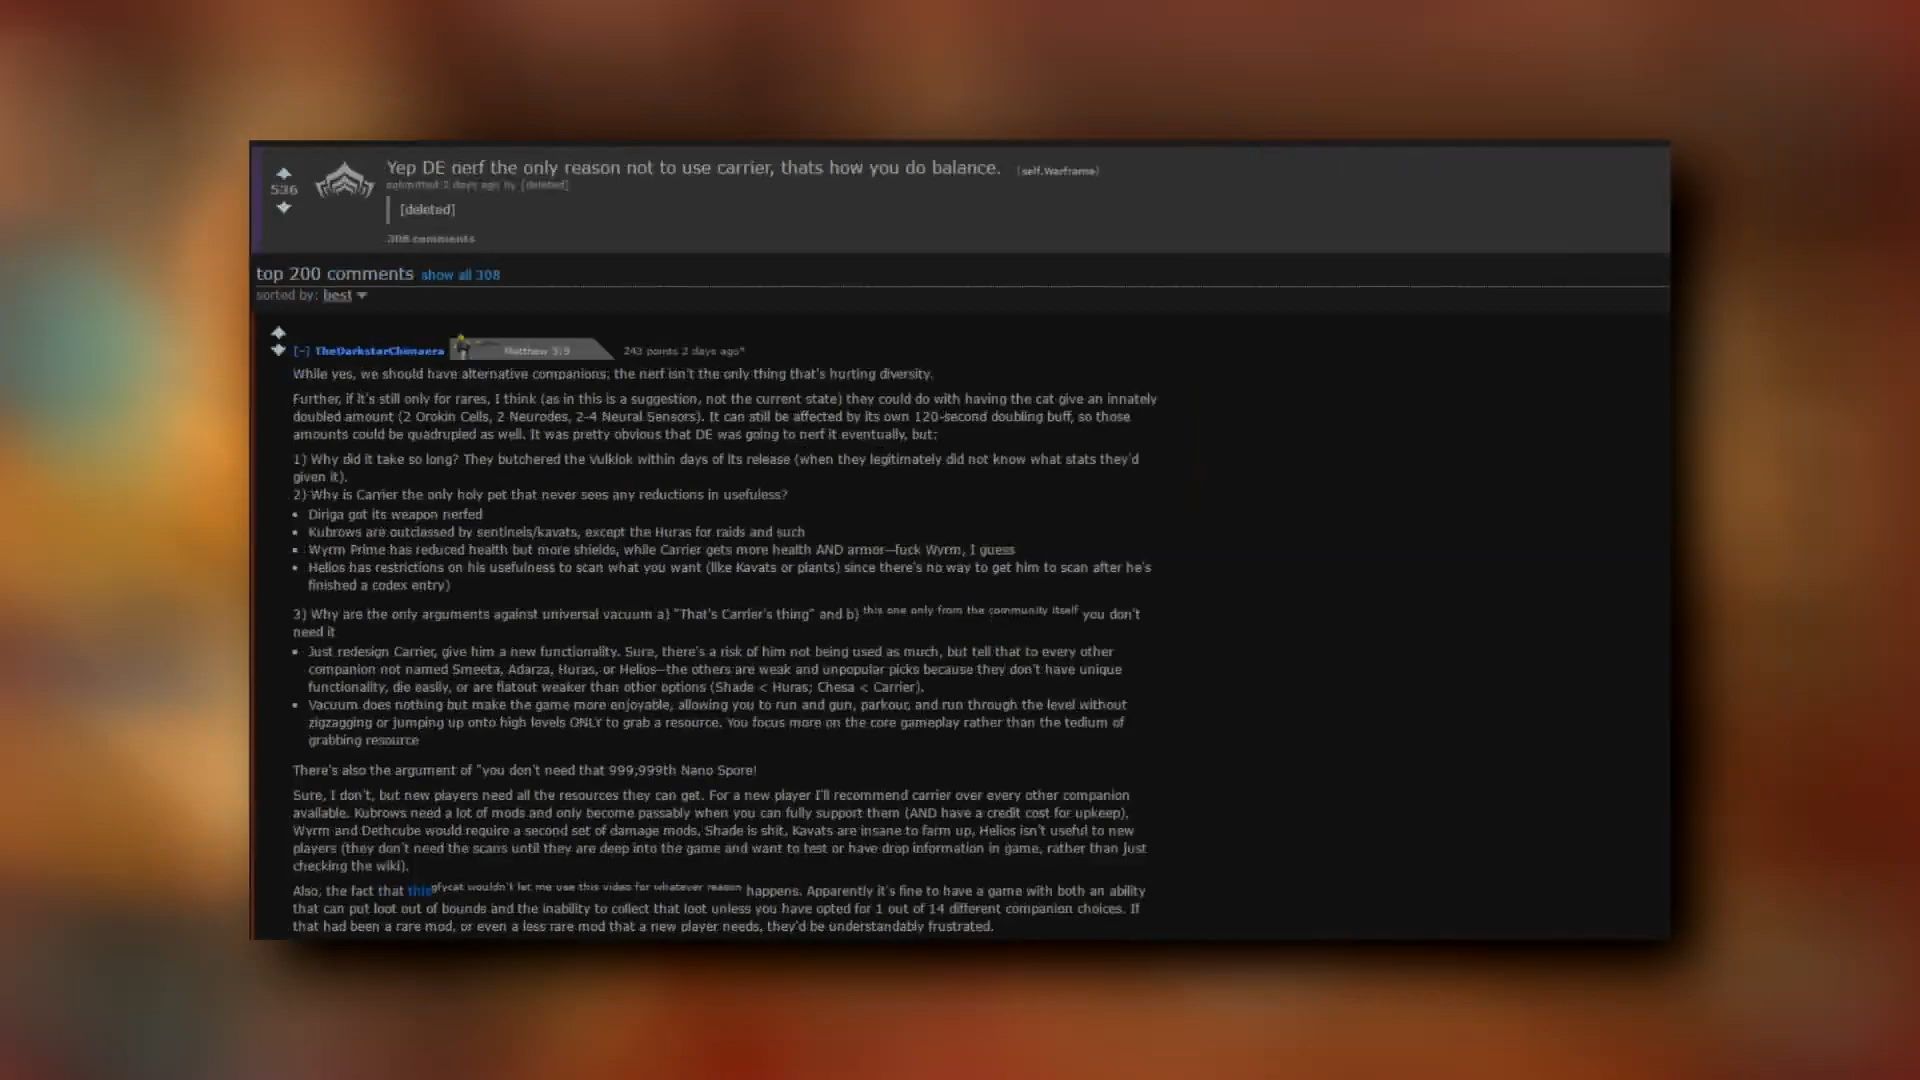 Yep DE nerf the only reason not to use carrier, thats how you do balance. (self.Warframe)
536
submitted 2 days ago by [deleted]
[deleted]
308 comments
top 200 comments show all 308
sorted by: best
[-] TheDarkstarChimaera Matthew 3:9 243 points 2 days ago*
While yes, we should have alternative companions; the nerf isn't the only thing that's hurting diversity.
Further, if it's still only for rares, I think (as in this is a suggestion, not the current state) they could do with having the cat give an innately
doubled amount (2 Orokin Cells, 2 Neurodes, 2-4 Neural Sensors). It can still be affected by its own 120-second doubling buff, so those
amounts could be quadrupled as well. It was pretty obvious that DE was going to nerf it eventually, but:
1) Why did it take so long? They butchered the Vulklok within days of its release (when they legitimately did not know what stats they'd
given it).
2) Why is Carrier the only holy pet that never sees any reductions in usefuless?
• Diriga got its weapon nerfed
• Kubrows are outclassed by sentinels/kavats, except the Huras for raids and such
• Wyrm Prime has reduced health but more shields, while Carrier gets more health AND armor—fuck Wyrm, I guess
• Helios has restrictions on his usefulness to scan what you want (like Kavats or plants) since there's no way to get him to scan after he's
finished a codex entry)
3) Why are the only arguments against universal vacuum a) "That's Carrier's thing" and b) this one only from the community itself you don't
need it
• Just redesign Carrier, give him a new functionality. Sure, there's a risk of him not being used as much, but tell that to every other
companion not named Smeeta, Adarza, Huras, or Helios—the others are weak and unpopular picks because they don't have unique
functionality, die easily, or are flatout weaker than other options (Shade < Huras; Chesa < Carrier).
• Vacuum does nothing but make the game more enjoyable, allowing you to run and gun, parkour, and run through the level without
zigzagging or jumping up onto high levels ONLY to grab a resource. You focus more on the core gameplay rather than the tedium of
grabbing resource
There's also the argument of "you don't need that 999,999th Nano Spore!
Sure, I don't, but new players need all the resources they can get. For a new player I'll recommend carrier over every other companion
available. Kubrows need a lot of mods and only become passably when you can fully support them (AND have a credit cost for upkeep),
Wyrm and Dethcube would require a second set of damage mods, Shade is shit, Kavats are insane to farm up, Helios isn't useful to new
players (they don't need the scans until they are deep into the game and want to test or have drop information in game, rather than just
checking the wiki).
Also, the fact that this gfycat wouldn't let me use this video for whatever reason happens. Apparently it's fine to have a game with both an ability
that can put loot out of bounds and the inability to collect that loot unless you have opted for 1 out of 14 different companion choices. If
that had been a rare mod, or even a less rare mod that a new player needs, they'd be understandably frustrated.